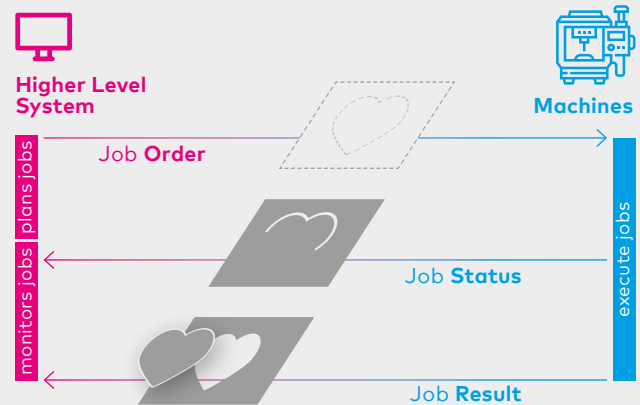 Higher Level
System
Machines
Job Order
plans jobs
monitors jobs
execute jobs
Job Status
Job Result